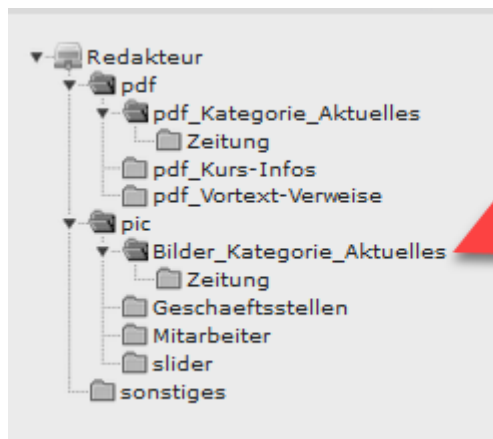 Redakteur
pdf
pdf_Kategorie_Aktuelles
Zeitung
pdf_Kurs-Infos
pdf_Vortext-Verweise
pic
Bilder_Kategorie_Aktuelles
Zeitung
Geschaeftsstellen
Mitarbeiter
slider
sonstiges